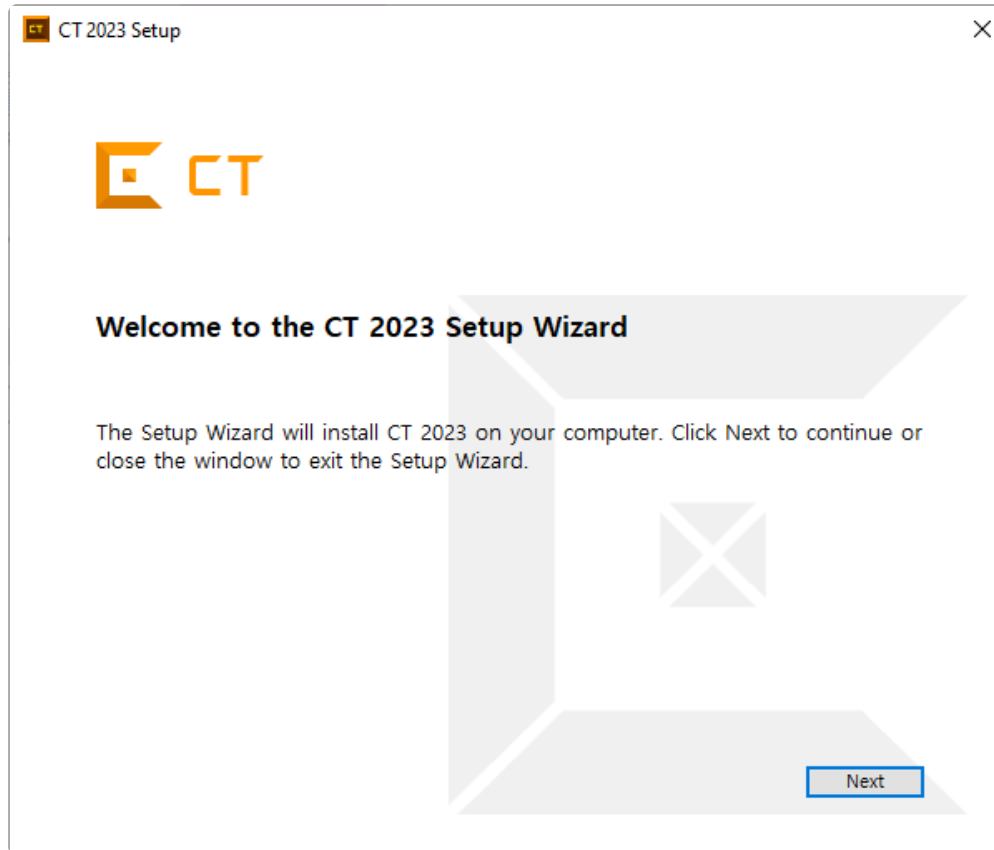 CT 2023 Setup
CT
Welcome to the CT 2023 Setup Wizard
The Setup Wizard will install CT 2023 on your computer. Click Next to continue or
close the window to exit the Setup Wizard.
Next